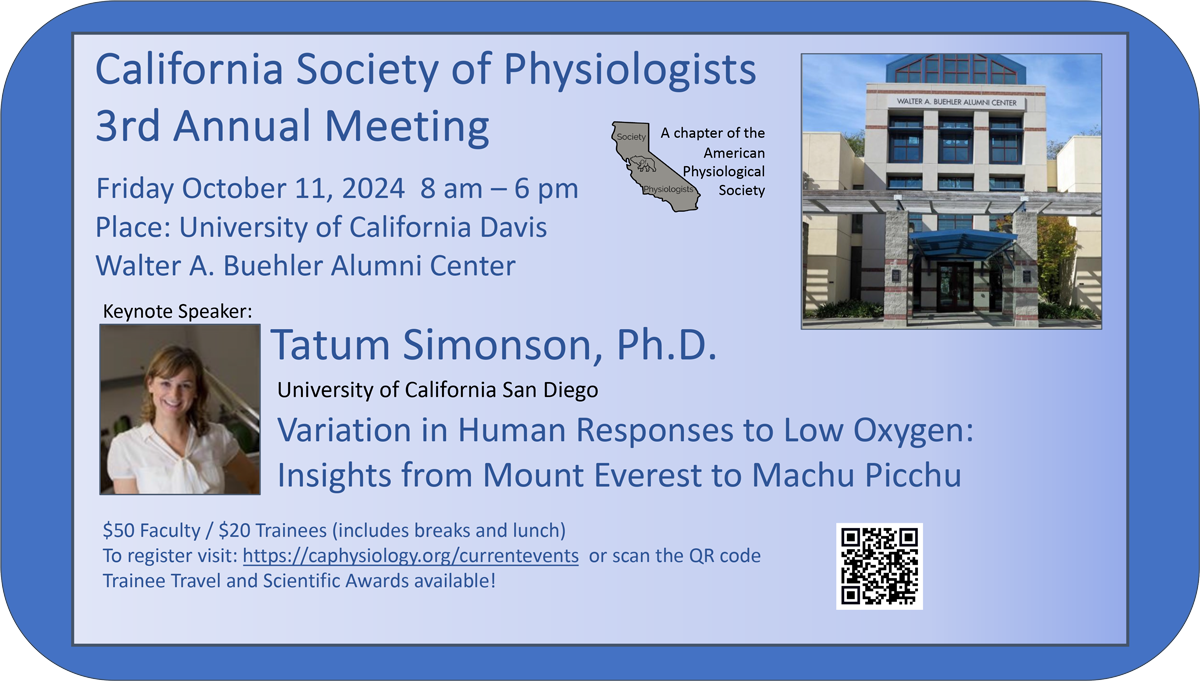 California Society of Physiologists
3rd Annual Meeting
Friday October 11, 2024 8 am – 6 pm
Place: University of California Davis
Walter A. Buehler Alumni Center
Society
Physiologists
A chapter of the
American
Physiological
Society
WALTER A. BUEHLER ALUMNI CENTER
Keynote Speaker:
Tatum Simonson, Ph.D.
University of California San Diego
Variation in Human Responses to Low Oxygen:
Insights from Mount Everest to Machu Picchu
$50 Faculty / $20 Trainees (includes breaks and lunch)
To register visit: https://caphysiology.org/currentevents or scan the QR code
Trainee Travel and Scientific Awards available!